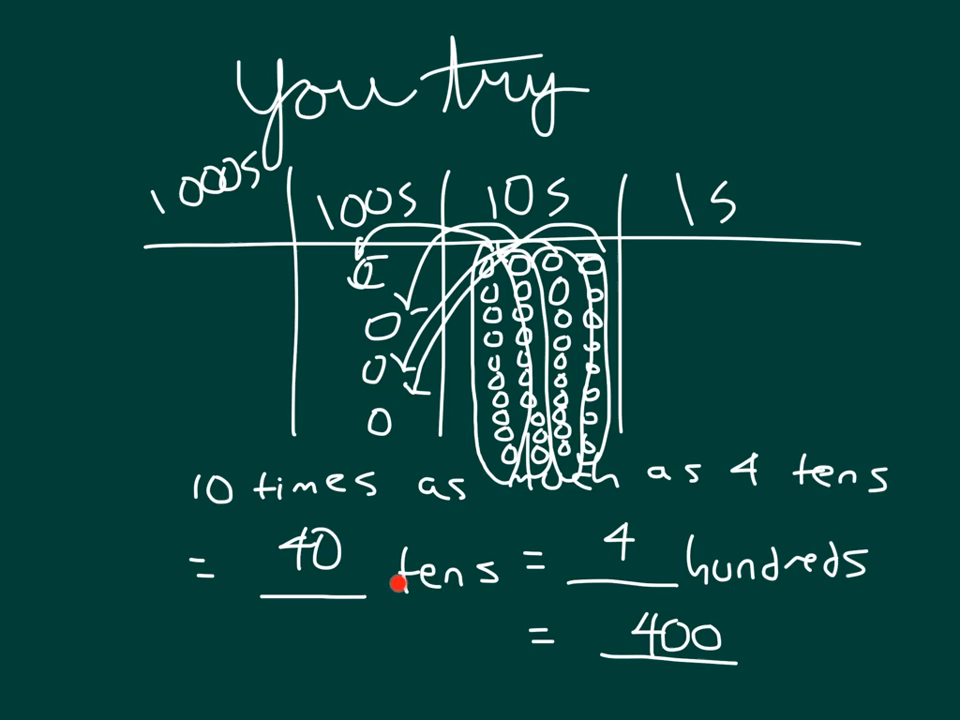 You try
1000s 100s 10s 1s
10 times as much as 4 tens
= 40 tens = 4 hundreds
= 400